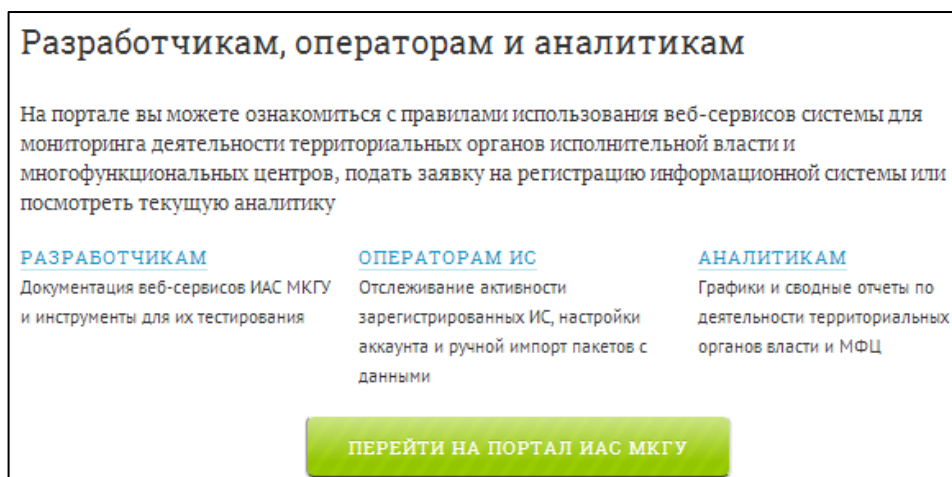 Разработчикам, операторам и аналитикам
На портале вы можете ознакомиться с правилами использования веб-сервисов системы для
мониторинга деятельности территориальных органов исполнительной власти и
многофункциональных центров, подать заявку на регистрацию информационной системы или
посмотреть текущую аналитику
РАЗРАБОТЧИКАМ
Документация веб-сервисов ИАС МКГУ
и инструменты для их тестирования
ОПЕРАТОРАМ ИС
Отслеживание активности
зарегистрированных ИС, настройки
аккаунта и ручной импорт пакетов с
данными
АНАЛИТИКАМ
Графики и сводные отчеты по
деятельности территориальных
органов власти и МФЦ
ПЕРЕЙТИ НА ПОРТАЛ ИАС МКГУ